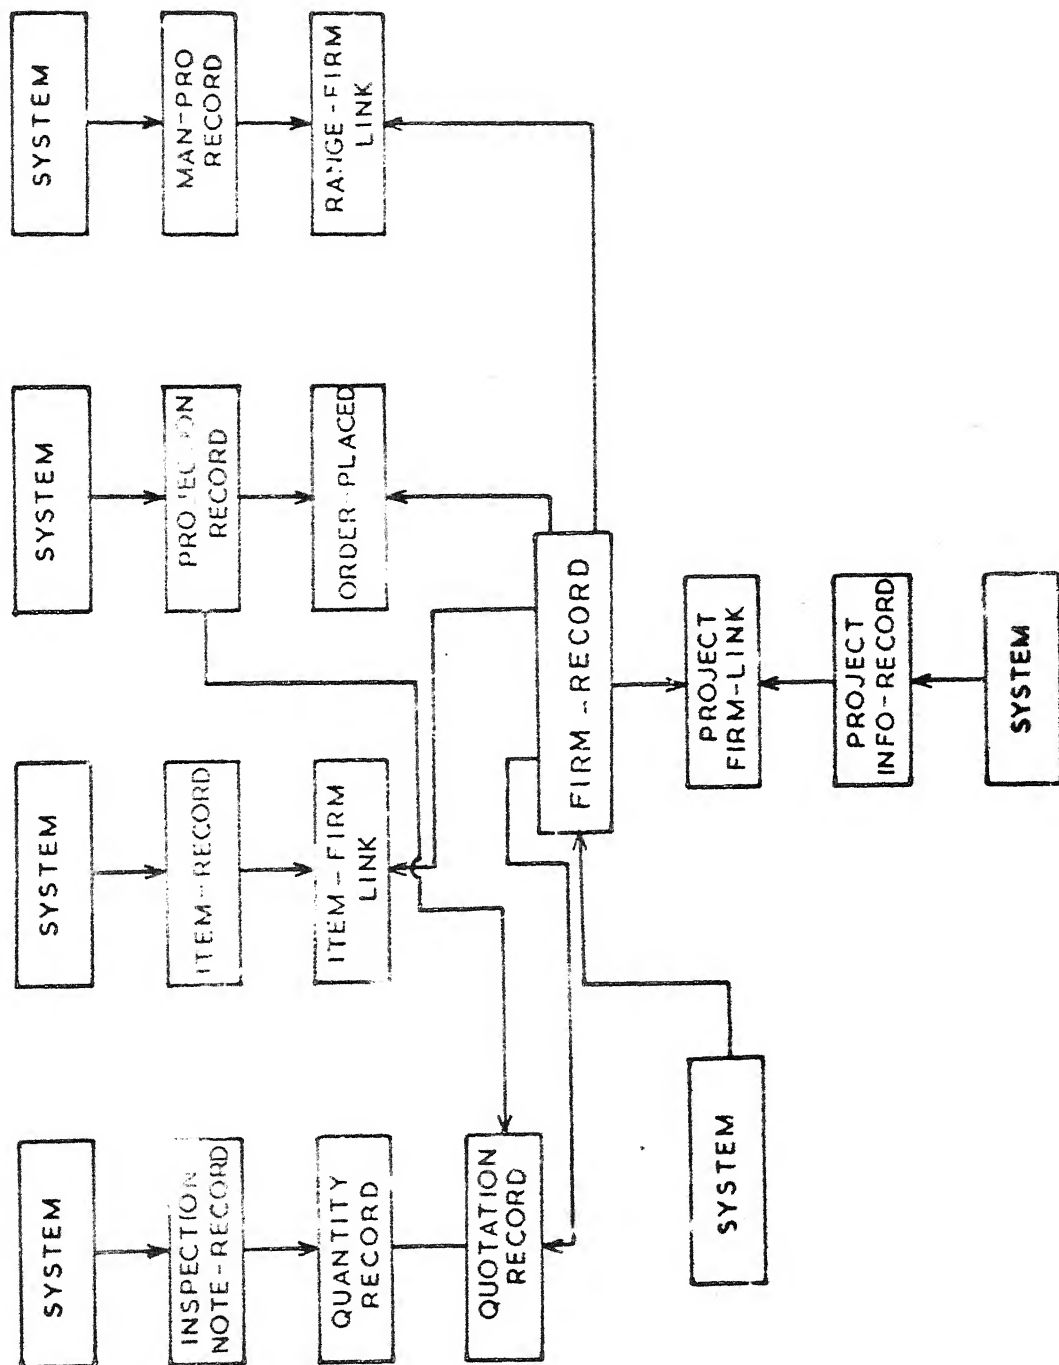 SYSTEM
SYSTEM
SYSTEM
SYSTEM
INSPECTION
NOTE-RECORD
ITEM-RECORD
PROJECTION
RECORD
MAN-PRO
RECORD
QUANTITY
RECORD
ITEM-FIRM
LINK
ORDER-PLACED
RANGE-FIRM
LINK
QUOTATION
RECORD
FIRM-RECORD
SYSTEM
PROJECT
FIRM-LINK
PROJECT
INFO-RECORD
SYSTEM